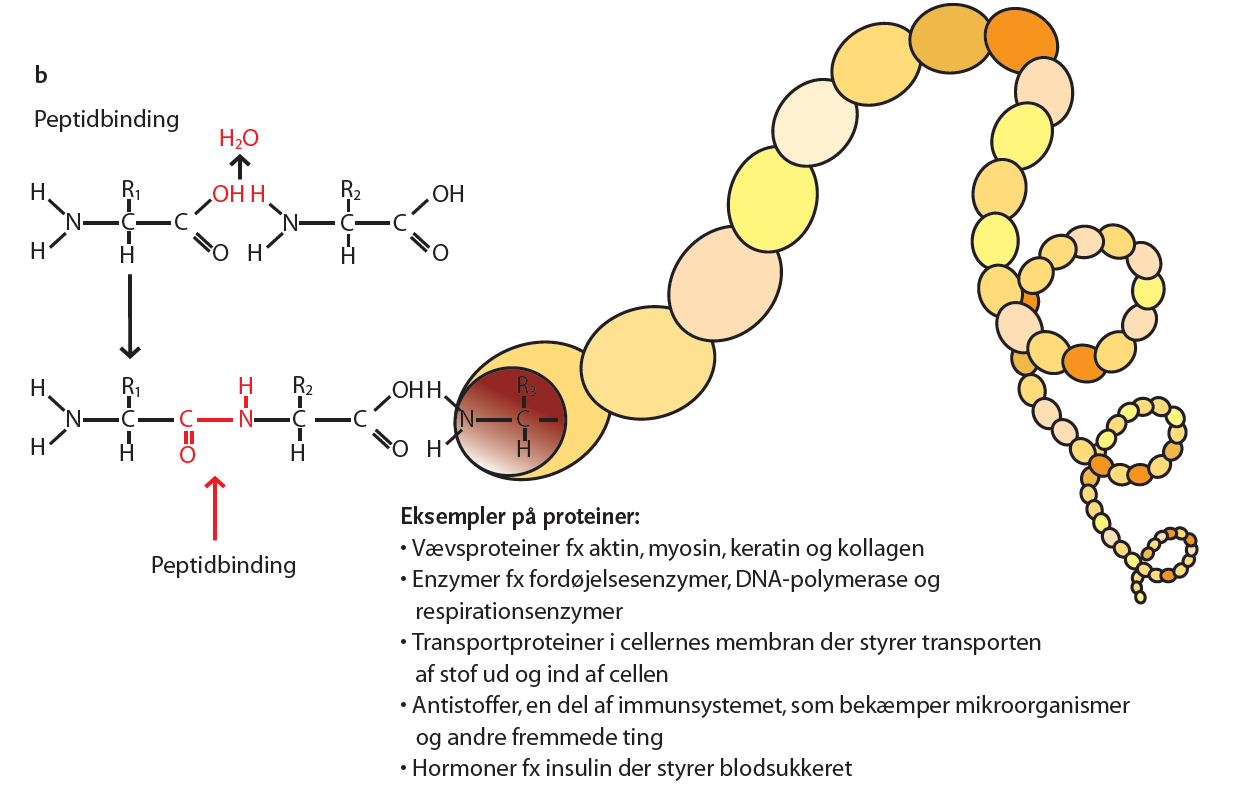 b
Peptidbinding
H₂O
H R₁ OH H R₂ OH
N C C N C C
H H O H H O
H R₁ H R₂ OH H R₃
N C C N C C N C
H H O H O H H
Peptidbinding
Eksempler på proteiner:
• Vævsproteiner fx aktin, myosin, keratin og kollagen
• Enzymer fx fordøjelsesenzymer, DNA-polymerase og
respirationsenzymer
• Transportproteiner i cellernes membran der styrer transporten
af stof ud og ind af cellen
• Antistoffer, en del af immunsystemet, som bekæmper mikroorganismer
og andre fremmede ting
• Hormoner fx insulin der styrer blodsukkeret